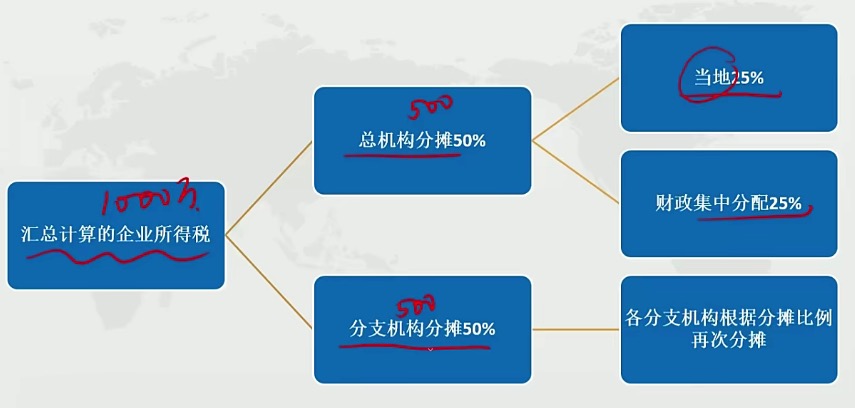 1000万
汇总计算的企业所得税
500
总机构分摊50%
当地25%
财政集中分配25%
500
分支机构分摊50%
各分支机构根据分摊比例
再次分摊